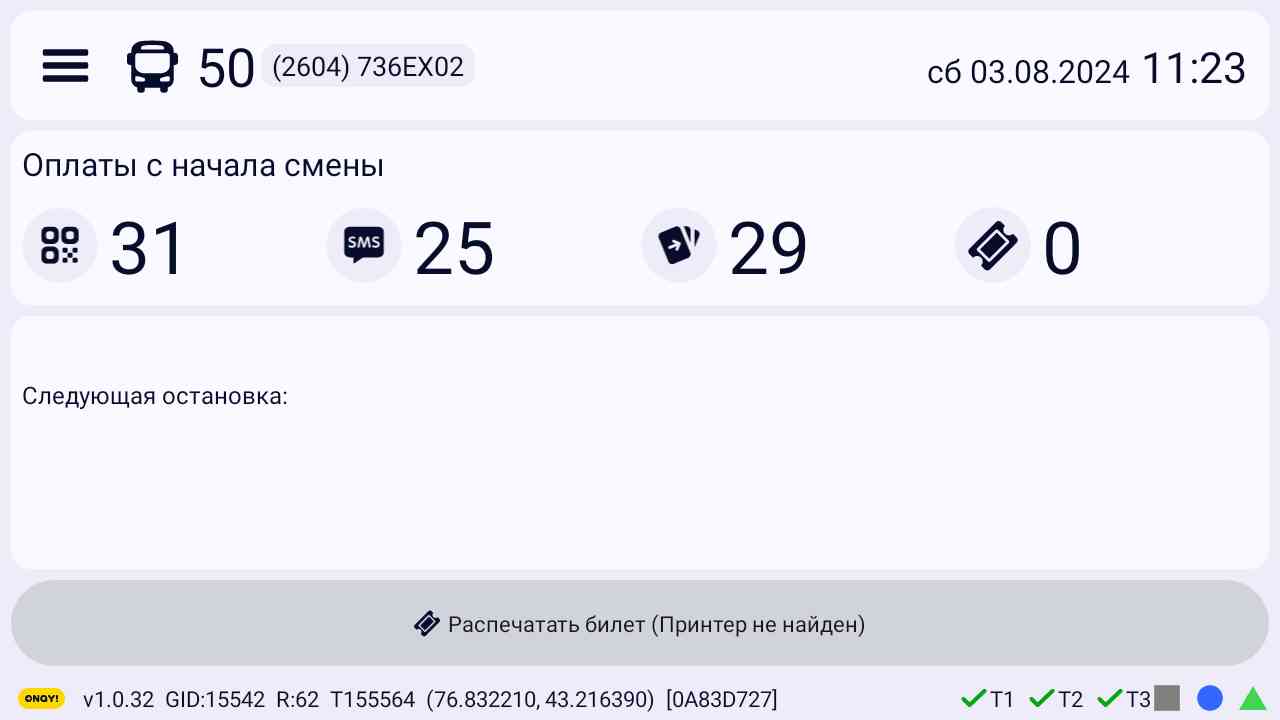 50 (2604) 736EX02 сб 03.08.2024 11:23
Оплаты с начала смены
31 SMS 25 29 0
Следующая остановка:
Распечатать билет (Принтер не найден)
ONAY! v1.0.32 GID:15542 R:62 T155564 (76.832210, 43.216390) [0A83D727] T1 T2 T3